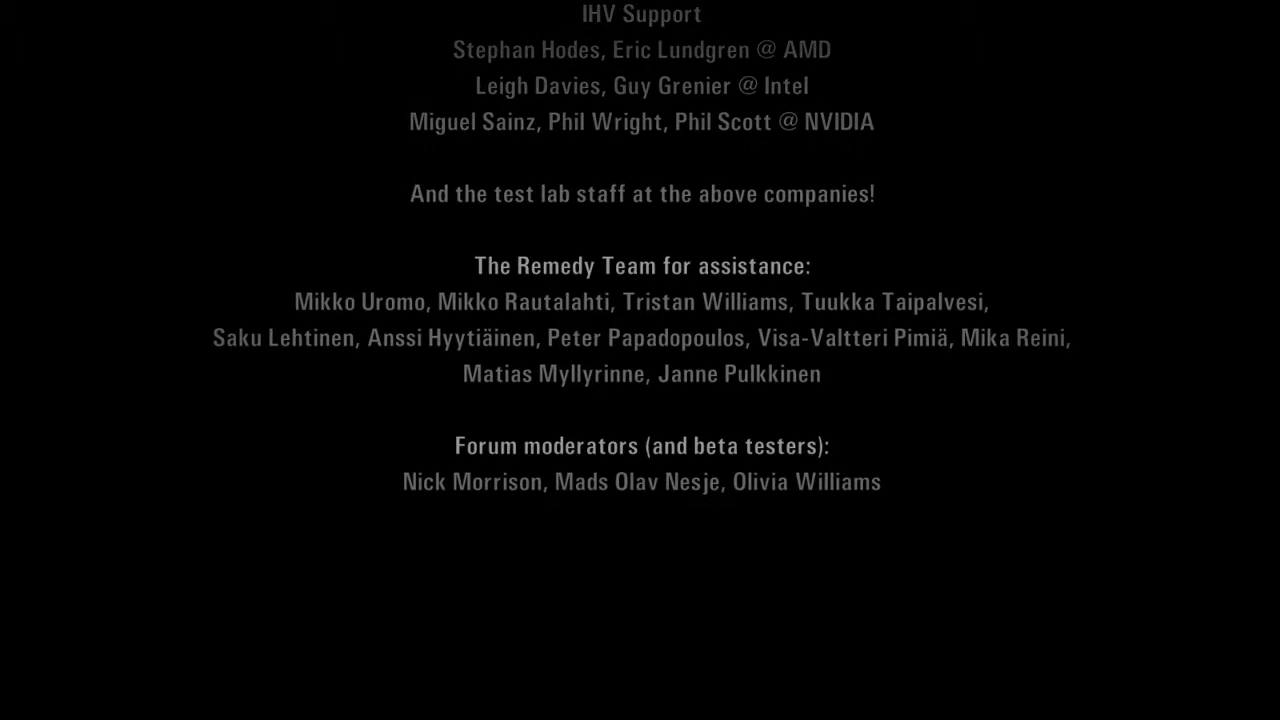 IHV Support
Stephan Hodes, Eric Lundgren @ AMD
Leigh Davies, Guy Grenier @ Intel
Miguel Sainz, Phil Wright, Phil Scott @ NVIDIA
And the test lab staff at the above companies!
The Remedy Team for assistance:
Mikko Uromo, Mikko Rautalahti, Tristan Williams, Tuukka Taipalvesi,
Saku Lehtinen, Anssi Hyytiäinen, Peter Papadopoulos, Visa-Valtteri Pimiä, Mika Reini,
Matias Myllyrinne, Janne Pulkkinen
Forum moderators (and beta testers):
Nick Morrison, Mads Olav Nesje, Olivia Williams